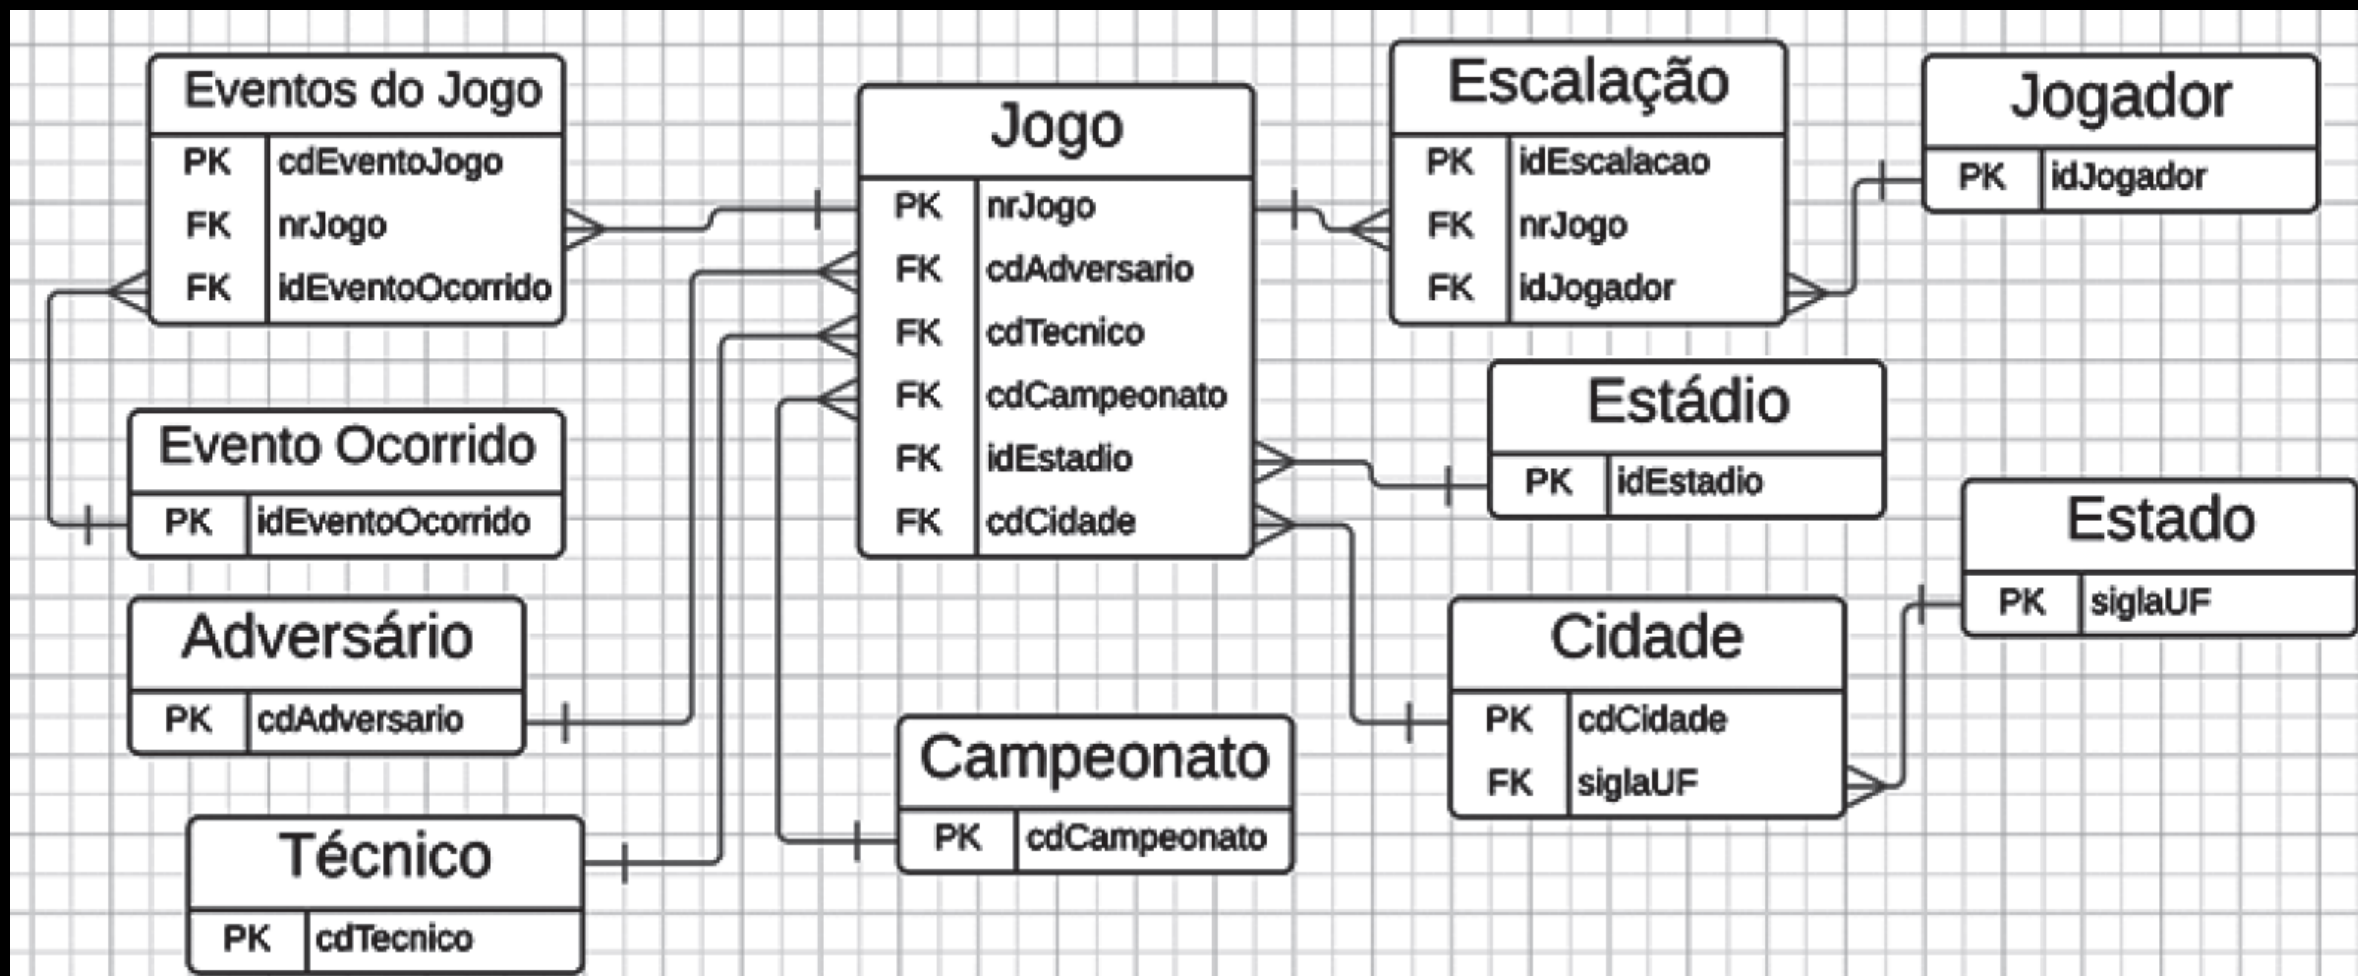 Eventos do Jogo
PK cdEventoJogo
FK nrJogo
FK idEventoOcorrido
Evento Ocorrido
PK idEventoOcorrido
Adversário
PK cdAdversario
Técnico
PK cdTecnico
Jogo
PK nrJogo
FK cdAdversario
FK cdTecnico
FK cdCampeonato
FK idEstadio
FK cdCidade
Campeonato
PK cdCampeonato
Escalação
PK idEscalacao
FK nrJogo
FK idJogador
Jogador
PK idJogador
Estádio
PK idEstadio
Estado
PK siglaUF
Cidade
PK cdCidade
FK siglaUF